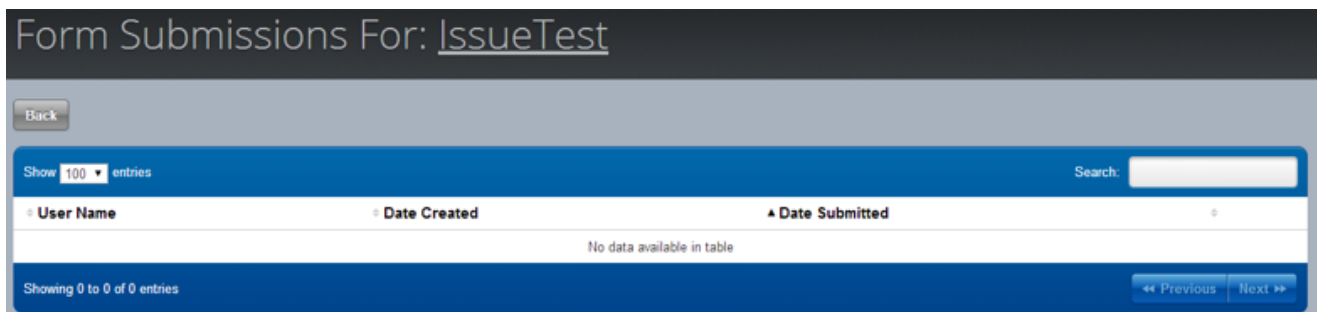 Form Submissions For: IssueTest
Back
Show 100 entries Search:
User Name Date Created Date Submitted
No data available in table
Showing 0 to 0 of 0 entries Previous Next